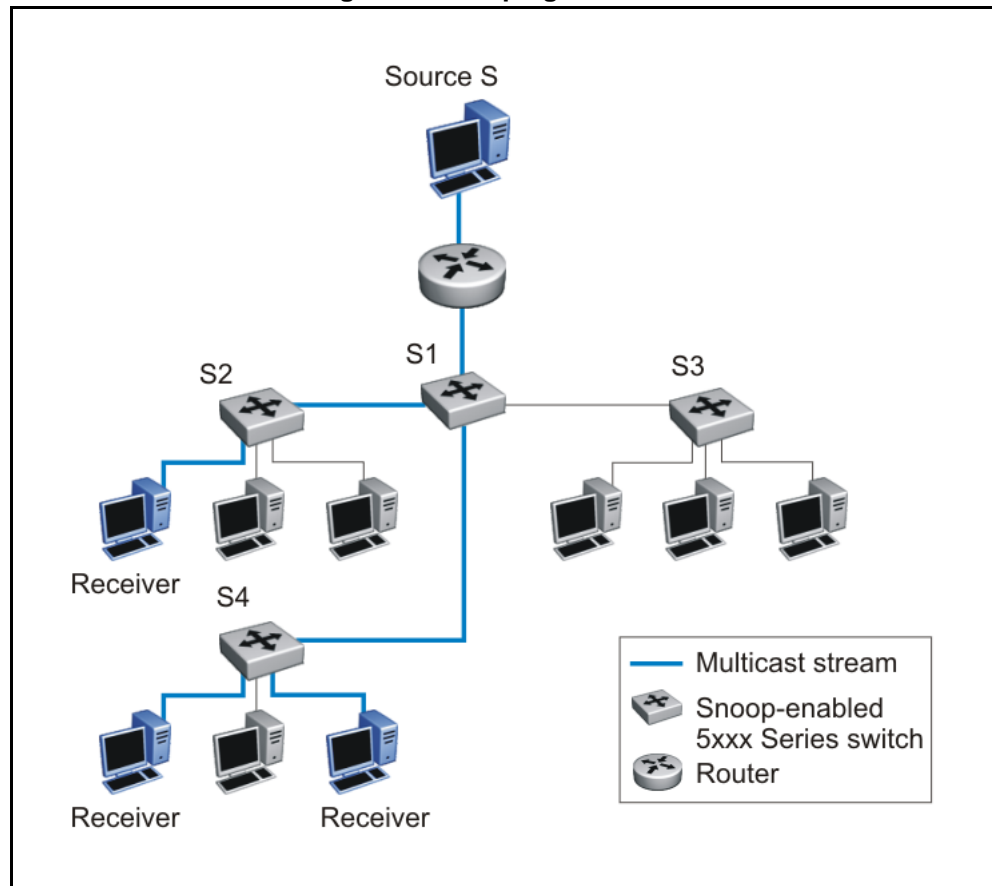 Source S
S1
S2
S3
Receiver
S4
Receiver
Receiver
Multicast stream
Snoop-enabled
5xxx Series switch
Router